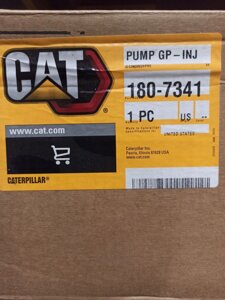 CAT
PUMP GP-INJ
180-7341
1 PC US --
www.cat.com
UNITED STATES
Caterpillar Inc.
Peoria, Illinois 61629 USA
www.cat.com
CATERPILLAR